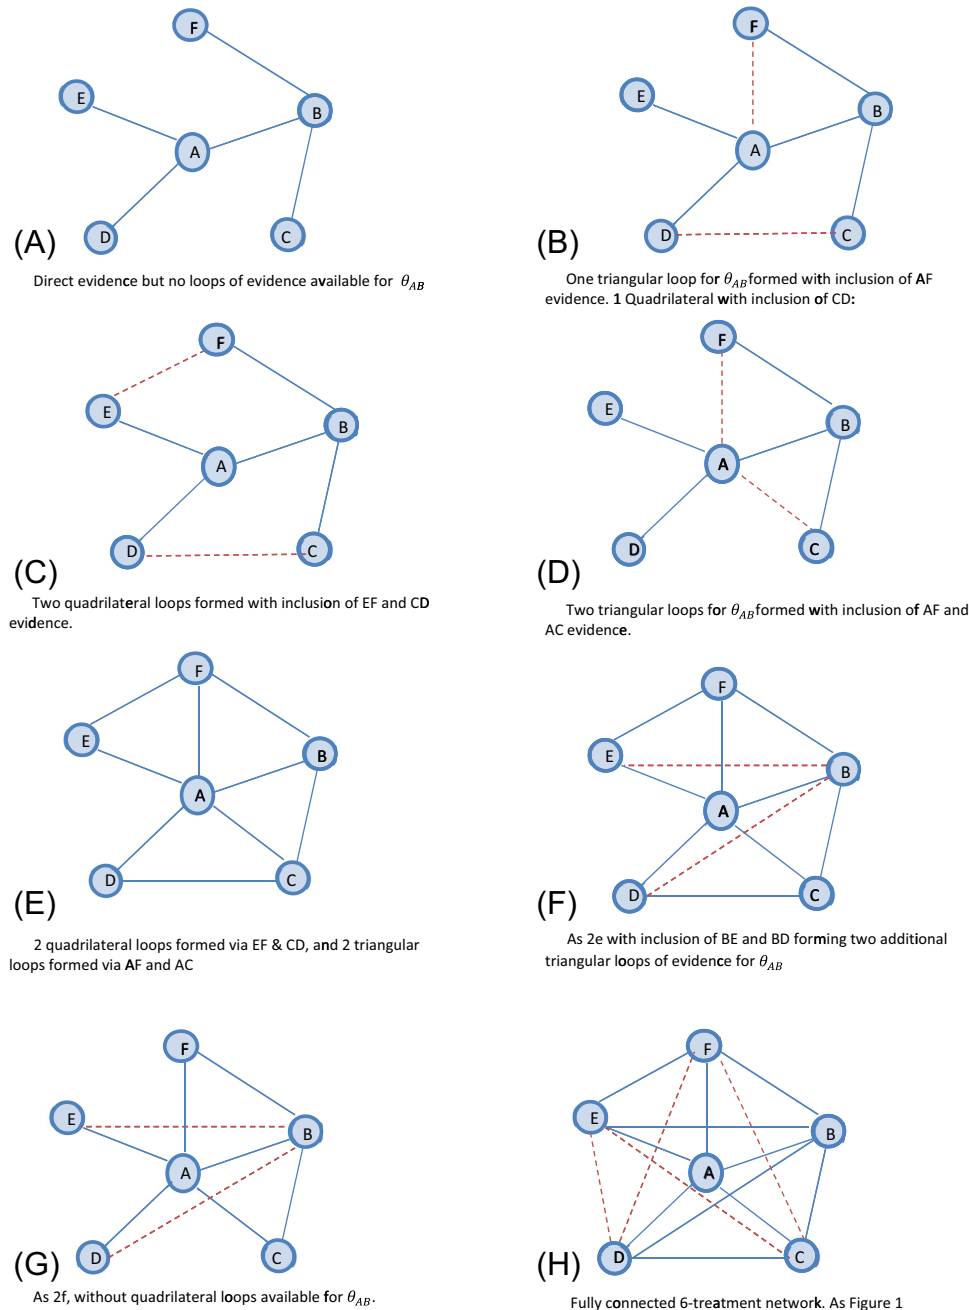 F
E
B
A
D
C
(A)
Direct evidence but no loops of evidence available for θAB
F
E
B
A
D
C
(B)
One triangular loop for θAB formed with inclusion of AF
evidence. 1 Quadrilateral with inclusion of CD:
F
E
B
A
D
C
(C)
Two quadrilateral loops formed with inclusion of EF and CD
evidence.
F
E
B
A
D
C
(D)
Two triangular loops for θAB formed with inclusion of AF and
AC evidence.
F
E
B
A
D
C
(E)
2 quadrilateral loops formed via EF & CD, and 2 triangular
loops formed via AF and AC
F
E
B
A
D
C
(F)
As 2e with inclusion of BE and BD forming two additional
triangular loops of evidence for θAB
F
E
B
A
D
C
(G)
As 2f, without quadrilateral loops available for θAB.
F
E
B
A
D
C
(H)
Fully connected 6-treatment network. As Figure 1